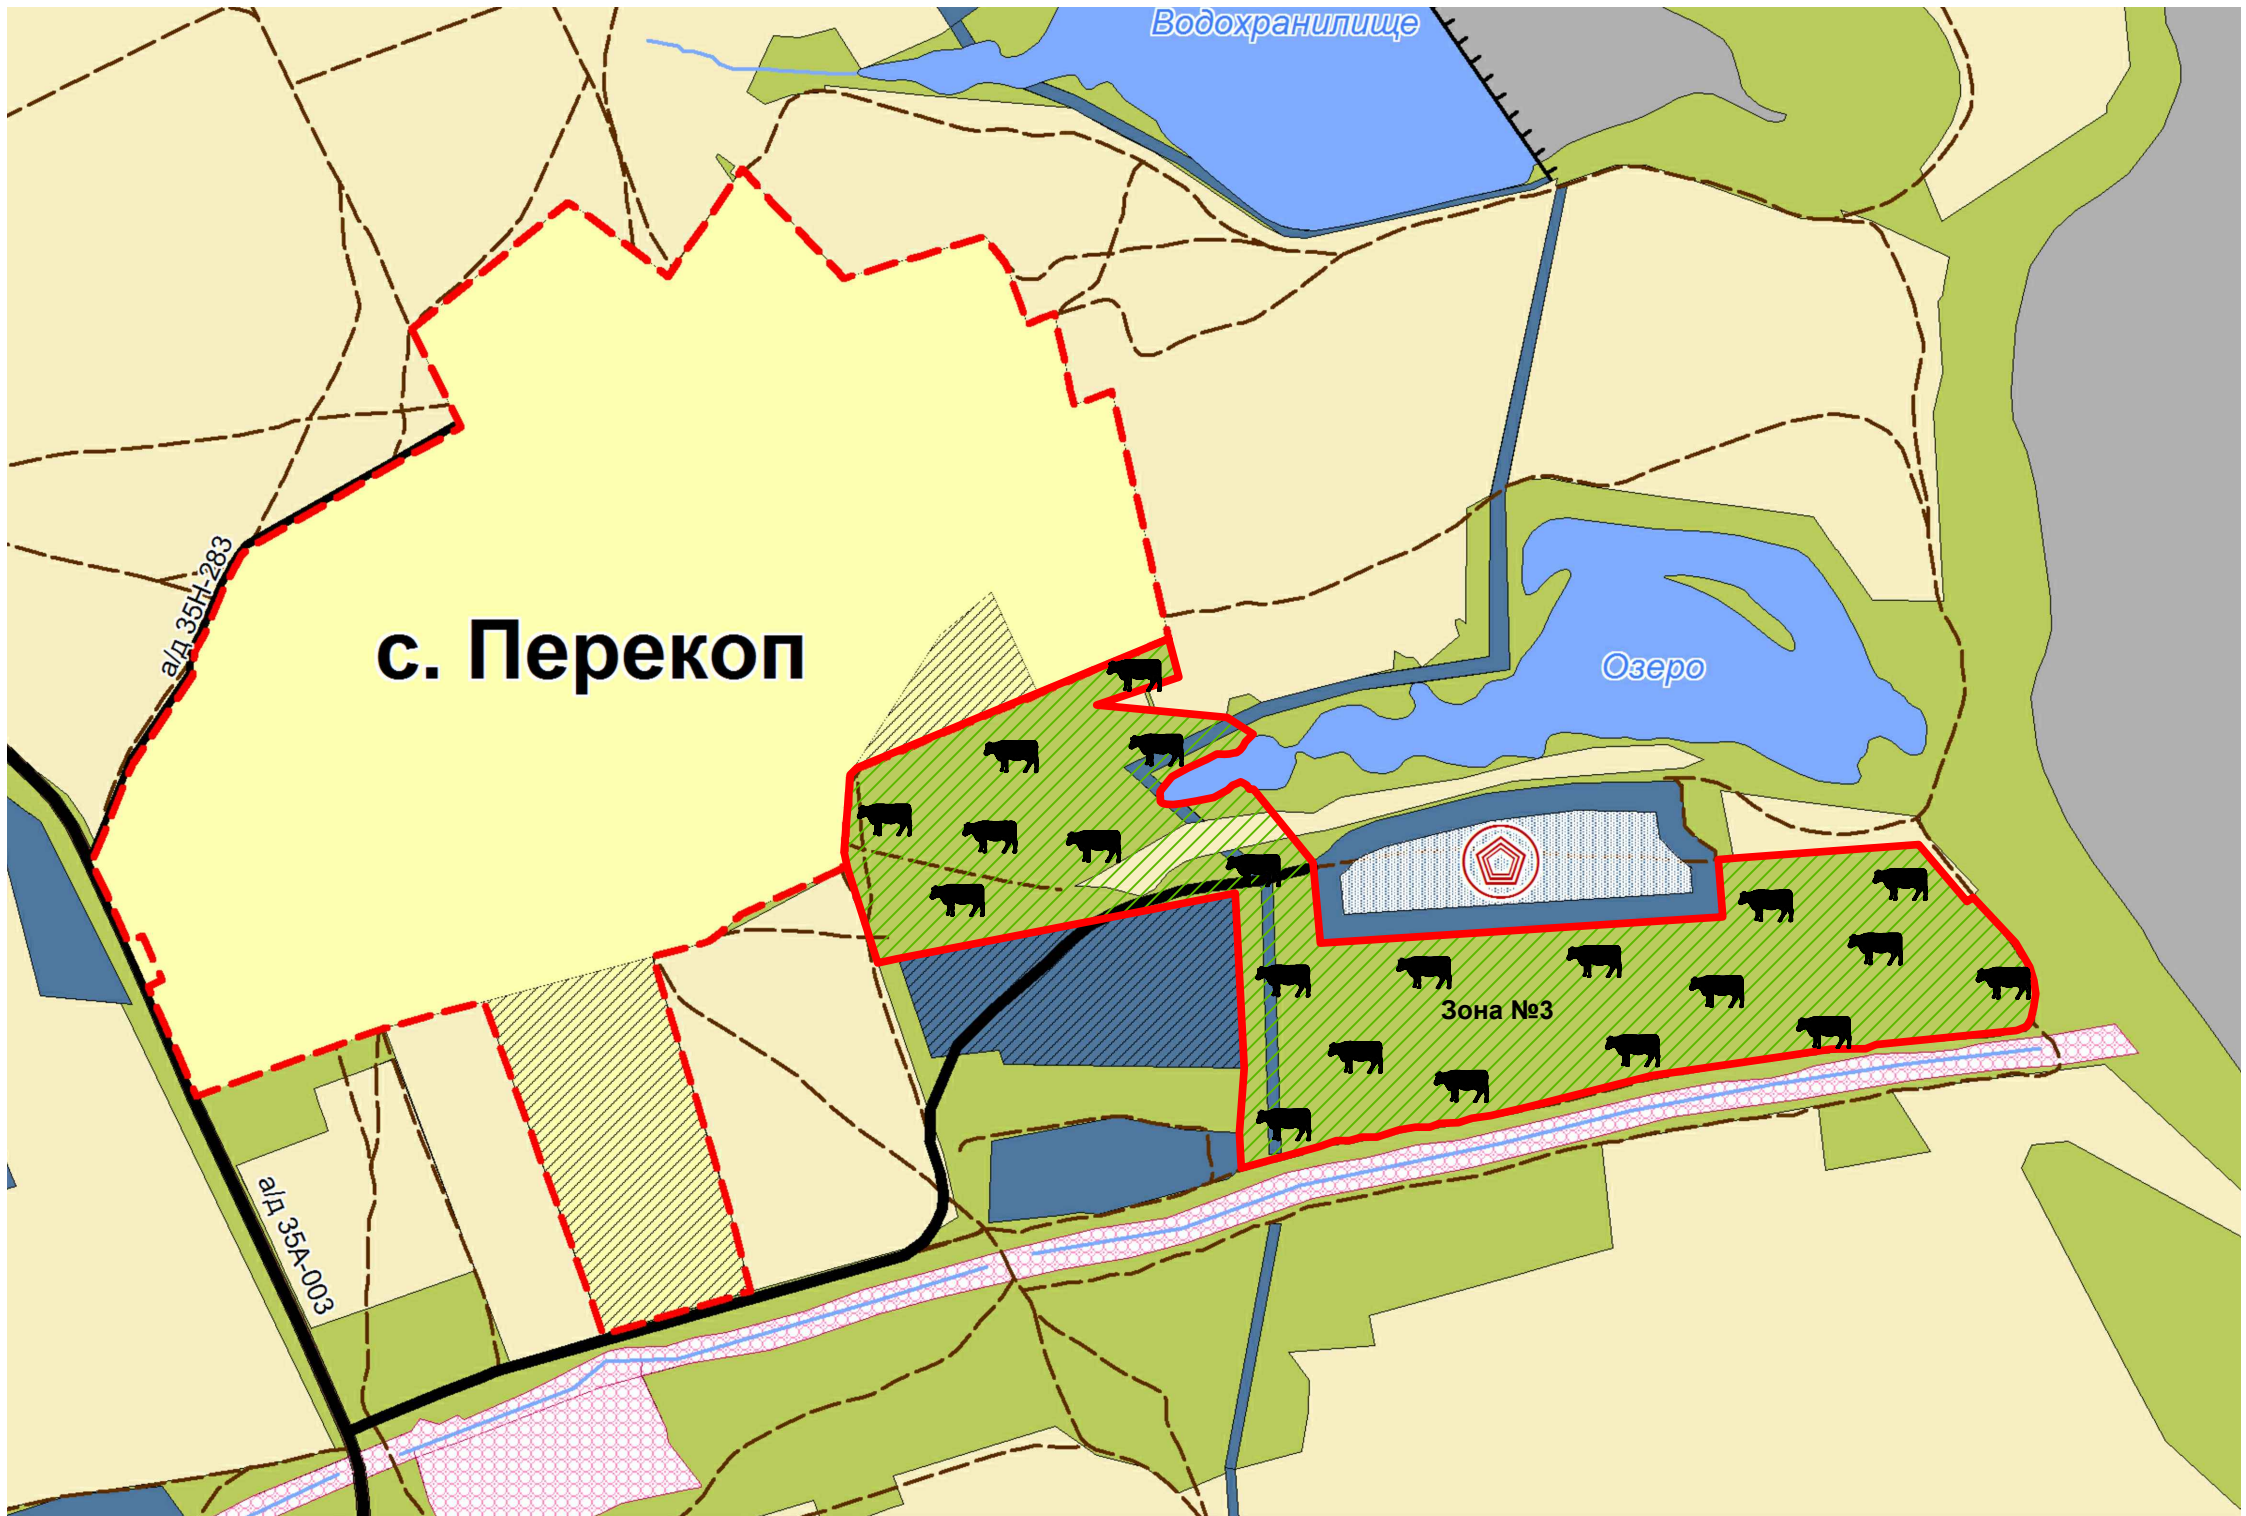 Водохранилище
а/д 35Н-283
с. Перекоп
Озеро
Зона №3
а/д 35А-003